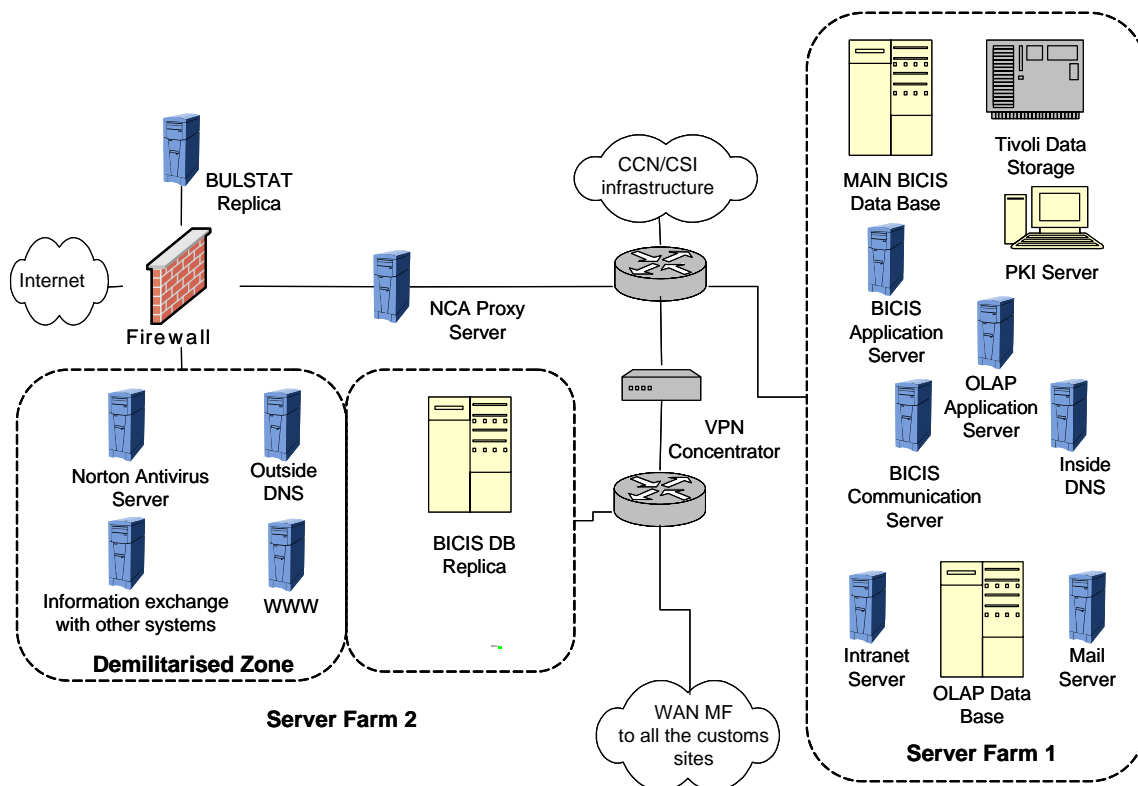 BULSTAT
Replica
Internet
Firewall
NCA Proxy
Server
CCN/CSI
infrastructure
VPN
Concentrator
MAIN BICIS
Data Base
Tivoli Data
Storage
PKI Server
BICIS
Application
Server
OLAP
Application
Server
BICIS
Communication
Server
Inside
DNS
Intranet
Server
OLAP Data
Base
Mail
Server
Server Farm 1
Norton Antivirus
Server
Outside
DNS
Information exchange
with other systems
WWW
Demilitarised Zone
BICIS DB
Replica
Server Farm 2
WAN MF
to all the customs
sites